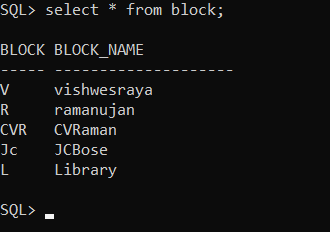 SQL> select * from block;
BLOCK BLOCK_NAME
----- --------------------
V     vishwesraya
R     ramanujan
CVR   CVRaman
Jc    JCBose
L     Library
SQL>